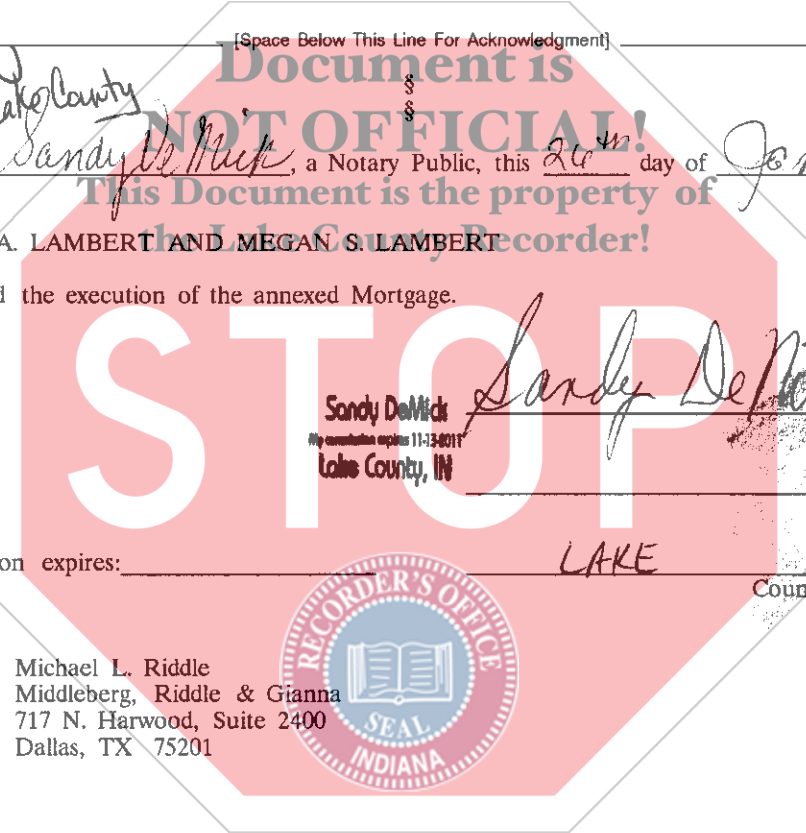 [Space Below This Line For Acknowledgment]
Document is
Lake County
§
§
NOT OFFICIAL!
Sandy DeMick, a Notary Public, this 26th day of
This Document is the property of
A. LAMBERT AND MEGAN S. LAMBERT
the Lake County Recorder!
the execution of the annexed Mortgage.
STOP
Sandy DeMick
Sandy DeMick
My commission expires 11-13-2011
Lake County, IN
on expires:
LAKE
Coun
RECORDER'S OFFICE
SEAL
INDIANA
Michael L. Riddle
Middleberg, Riddle & Gianna
717 N. Harwood, Suite 2400
Dallas, TX 75201